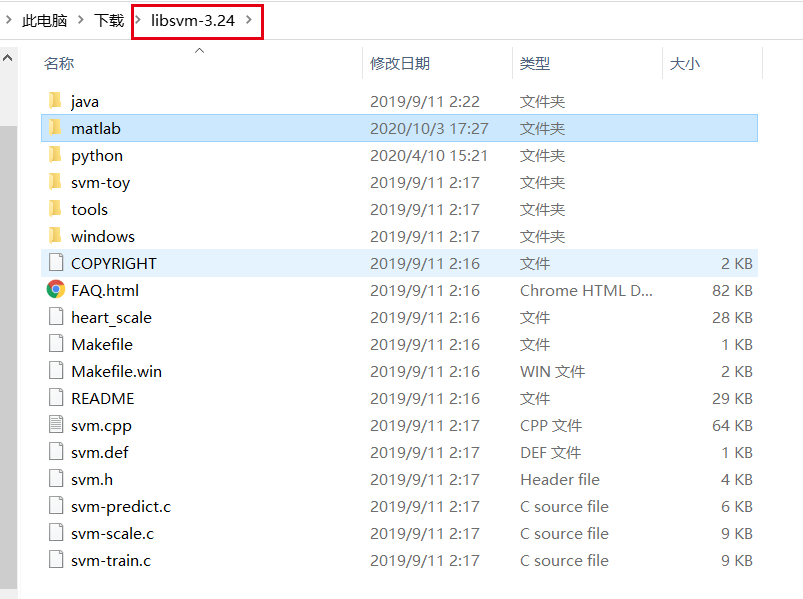 此电脑 > 下载 > libsvm-3.24 >
名称 修改日期 类型 大小
java 2019/9/11 2:22 文件夹
matlab 2020/10/3 17:27 文件夹
python 2020/4/10 15:21 文件夹
svm-toy 2019/9/11 2:17 文件夹
tools 2019/9/11 2:17 文件夹
windows 2019/9/11 2:17 文件夹
COPYRIGHT 2019/9/11 2:16 文件 2 KB
FAQ.html 2019/9/11 2:16 Chrome HTML D... 82 KB
heart_scale 2019/9/11 2:16 文件 28 KB
Makefile 2019/9/11 2:16 文件 1 KB
Makefile.win 2019/9/11 2:16 WIN 文件 2 KB
README 2019/9/11 2:16 文件 29 KB
svm.cpp 2019/9/11 2:17 CPP 文件 64 KB
svm.def 2019/9/11 2:17 DEF 文件 1 KB
svm.h 2019/9/11 2:17 Header file 4 KB
svm-predict.c 2019/9/11 2:17 C source file 6 KB
svm-scale.c 2019/9/11 2:17 C source file 9 KB
svm-train.c 2019/9/11 2:17 C source file 9 KB